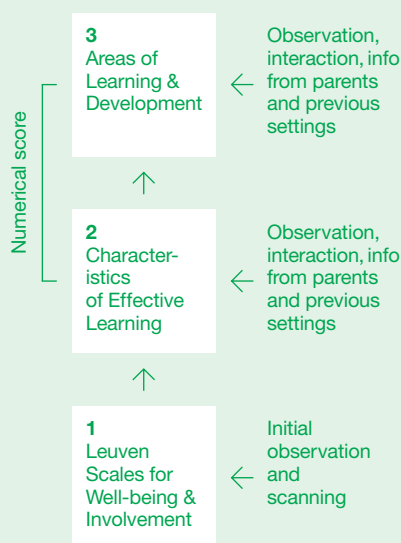 Numerical score
3
Areas of
Learning &
Development
Observation,
interaction, info
from parents
and previous
settings
2
Character-
istics
of Effective
Learning
Observation,
interaction, info
from parents
and previous
settings
1
Leuven
Scales for
Well-being &
Involvement
Initial
observation
and
scanning